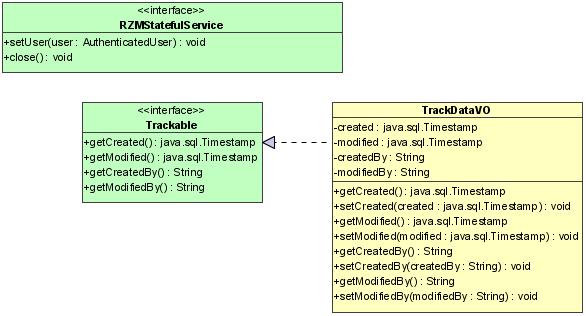 <<interface>>
RZMStatefulService
+setUser(user : AuthenticatedUser) : void
+close() : void
<<interface>>
Trackable
+getCreated() : java.sql.Timestamp
+getModified() : java.sql.Timestamp
+getCreatedBy() : String
+getModifiedBy() : String
TrackDataVO
-created : java.sql.Timestamp
-modified : java.sql.Timestamp
-createdBy : String
-modifiedBy : String
+getCreated() : java.sql.Timestamp
+setCreated(created : java.sql.Timestamp) : void
+getModified() : java.sql.Timestamp
+setModified(modified : java.sql.Timestamp) : void
+getCreatedBy() : String
+setCreatedBy(createdBy : String) : void
+getModifiedBy() : String
+setModifiedBy(modifiedBy : String) : void